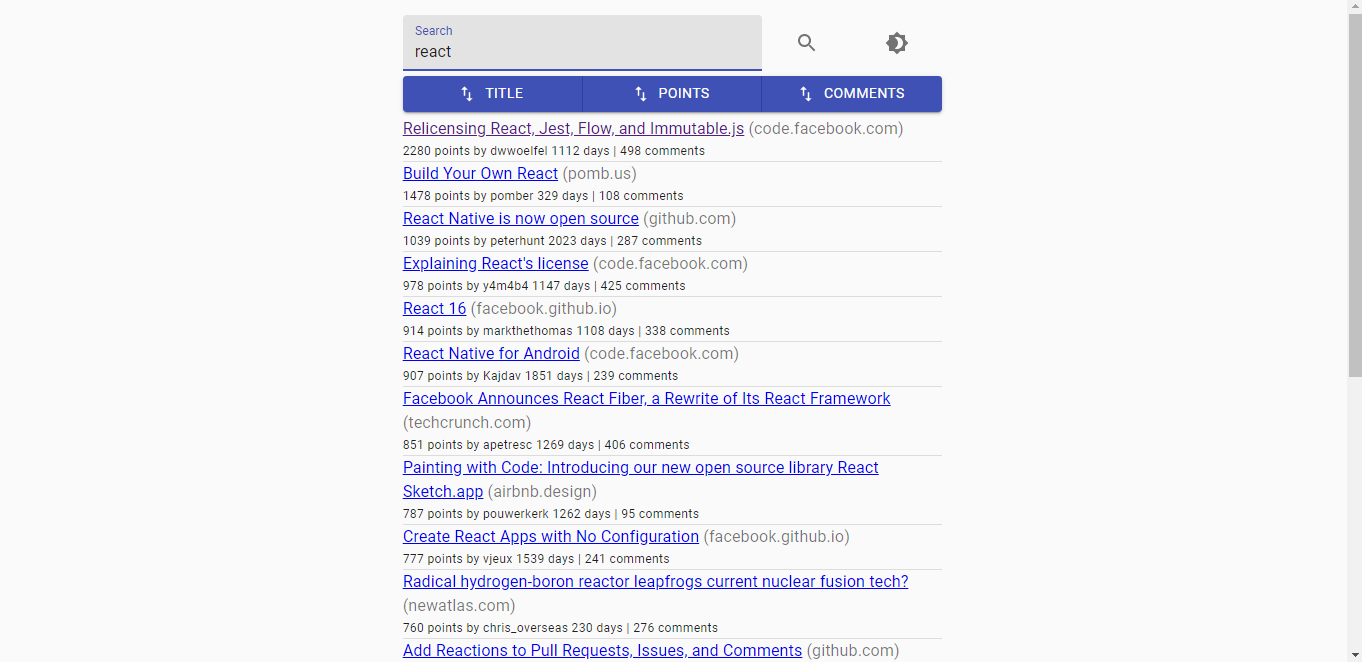 Search
react
TITLE POINTS COMMENTS
Relicensing React, Jest, Flow, and Immutable.js (code.facebook.com)
2280 points by dwwoelfel 1112 days | 498 comments
Build Your Own React (pomb.us)
1478 points by pomber 329 days | 108 comments
React Native is now open source (github.com)
1039 points by peterhunt 2023 days | 287 comments
Explaining React's license (code.facebook.com)
978 points by y4m4b4 1147 days | 425 comments
React 16 (facebook.github.io)
914 points by markthethomas 1108 days | 338 comments
React Native for Android (code.facebook.com)
907 points by Kajdav 1851 days | 239 comments
Facebook Announces React Fiber, a Rewrite of Its React Framework
(techcrunch.com)
851 points by apetresc 1269 days | 406 comments
Painting with Code: Introducing our new open source library React
Sketch.app (airbnb.design)
787 points by pouwerkerk 1262 days | 95 comments
Create React Apps with No Configuration (facebook.github.io)
777 points by vjeux 1539 days | 241 comments
Radical hydrogen-boron reactor leapfrogs current nuclear fusion tech?
(newatlas.com)
760 points by chris_overseas 230 days | 276 comments
Add Reactions to Pull Requests, Issues, and Comments (github.com)